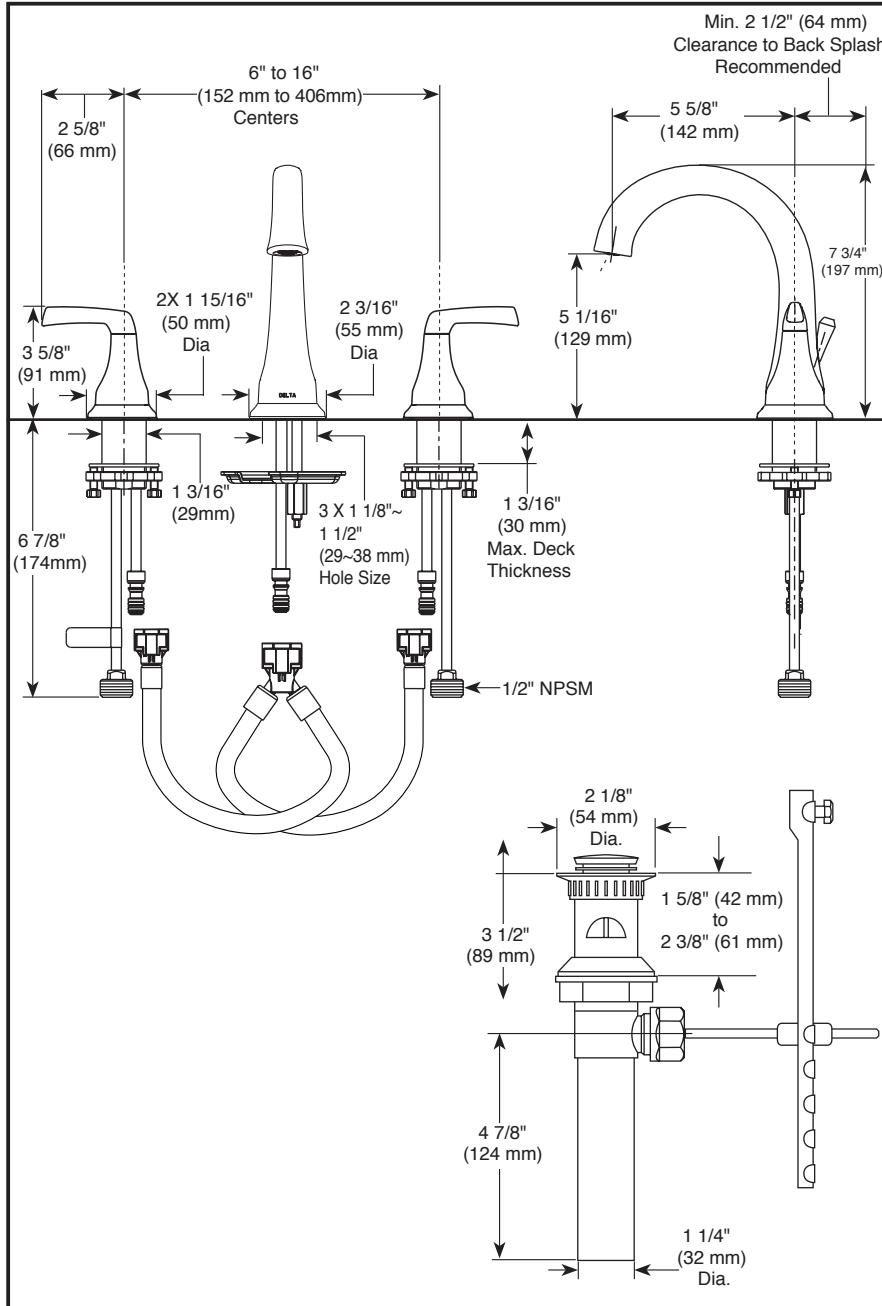 Min. 2 1/2" (64 mm)
Clearance to Back Splash
Recommended
6" to 16"
(152 mm to 406mm)
Centers
5 5/8"
(142 mm)
2 5/8"
(66 mm)
7 3/4"
(197 mm)
2X 1 15/16"
(50 mm)
Dia
2 3/16"
(55 mm)
Dia
5 1/16"
(129 mm)
3 5/8"
(91 mm)
DELTA
1 3/16"
(29mm)
3 X 1 1/8"~
1 1/2"
(29~38 mm)
Hole Size
1 3/16"
(30 mm)
Max. Deck
Thickness
6 7/8"
(174mm)
1/2" NPSM
2 1/8"
(54 mm)
Dia.
1 5/8" (42 mm)
to
2 3/8" (61 mm)
3 1/2"
(89 mm)
4 7/8"
(124 mm)
1 1/4"
(32 mm)
Dia.